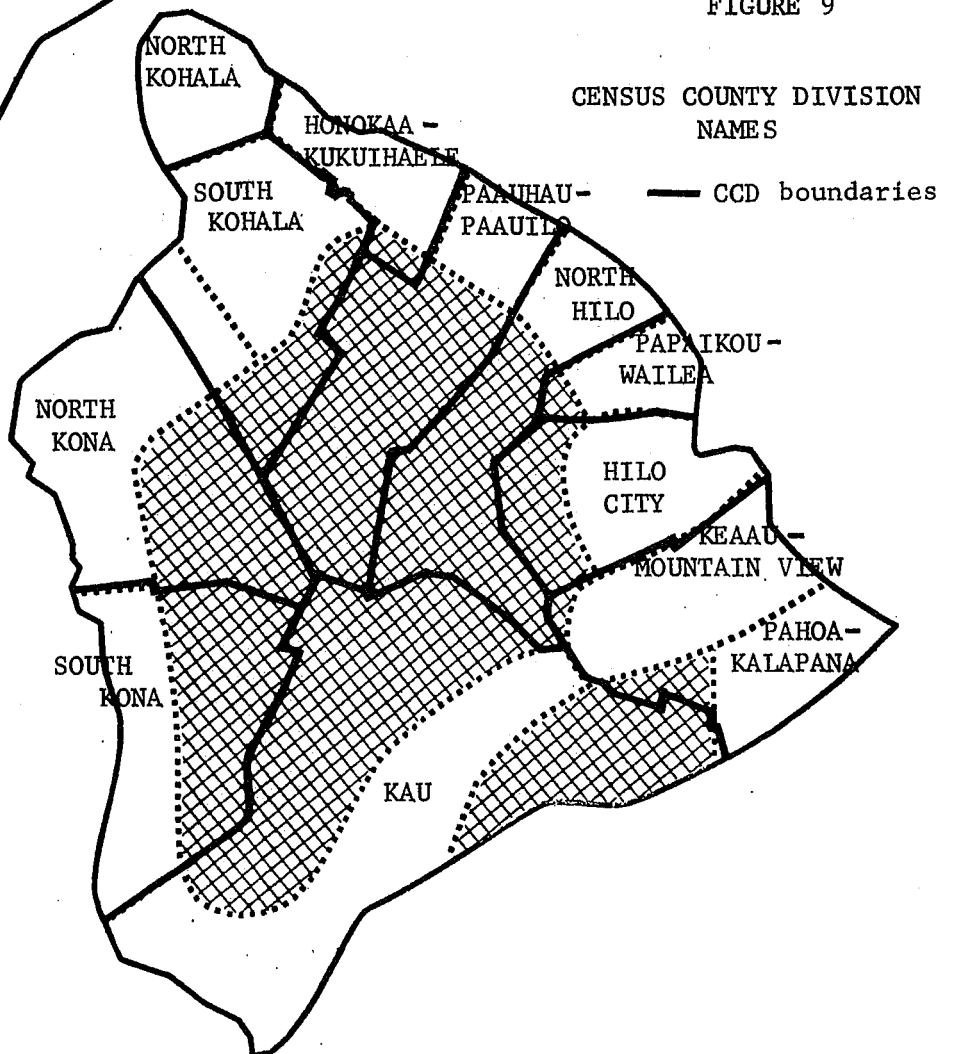 FIGURE 9
CENSUS COUNTY DIVISION
NAMES
CCD boundaries
NORTH
KOHALA
HONOKAA-
KUKUIHAELE
SOUTH
KOHALA
PAAUHAU-
PAAUILO
NORTH
HILO
PAPAIKOU-
WAILEA
NORTH
KONA
HILO
CITY
KEAAU-
MOUNTAIN VIEW
PAHOA-
KALAPANA
SOUTH
KONA
KAU